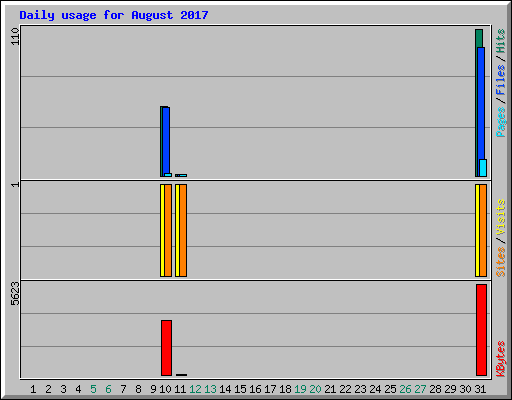 Daily usage for August 2017
110
Pages/Files/Hits
1
Sites/Visits
5623
KBytes
1 2 3 4 5 6 7 8 9 10 11 12 13 14 15 16 17 18 19 20 21 22 23 24 25 26 27 28 29 30 31